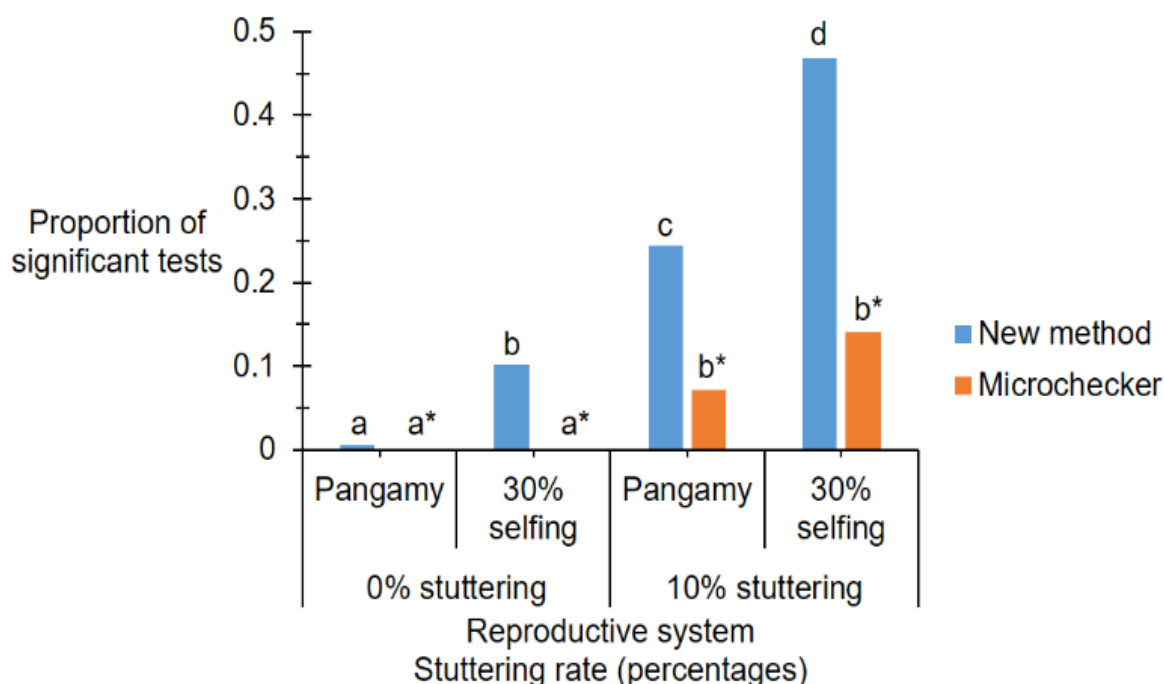 0.5
0.4
0.3
0.2
0.1
0
Proportion of
significant tests
a
a*
b
a*
c
b*
d
b*
New method
Microchecker
Pangamy
30%
selfing
Pangamy
30%
selfing
0% stuttering
10% stuttering
Reproductive system
Stuttering rate (percentages)